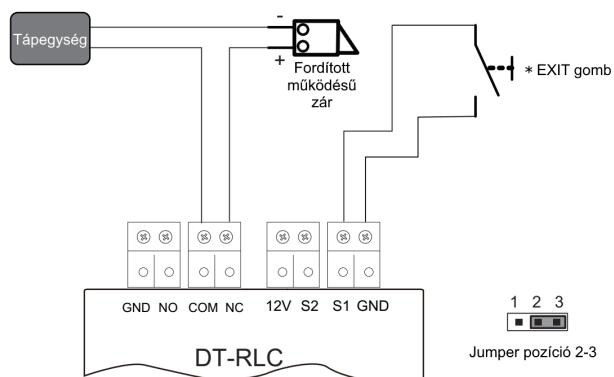 Tápegység
-
+
Fordított
működésű
zár
* EXIT gomb
GND NO COM NC 12V S2 S1 GND
DT-RLC
1 2 3
Jumper pozíció 2-3